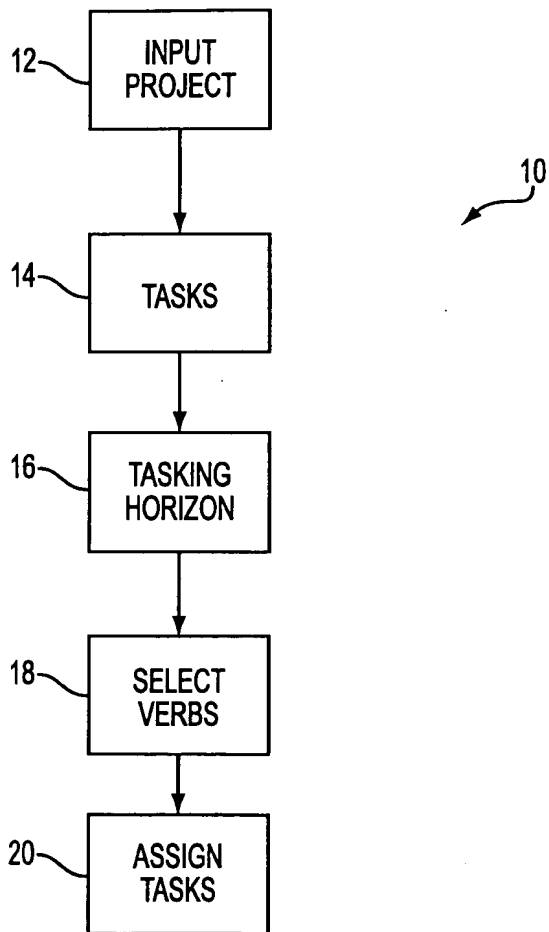 12
INPUT
PROJECT
10
14
TASKS
16
TASKING
HORIZON
18
SELECT
VERBS
20
ASSIGN
TASKS